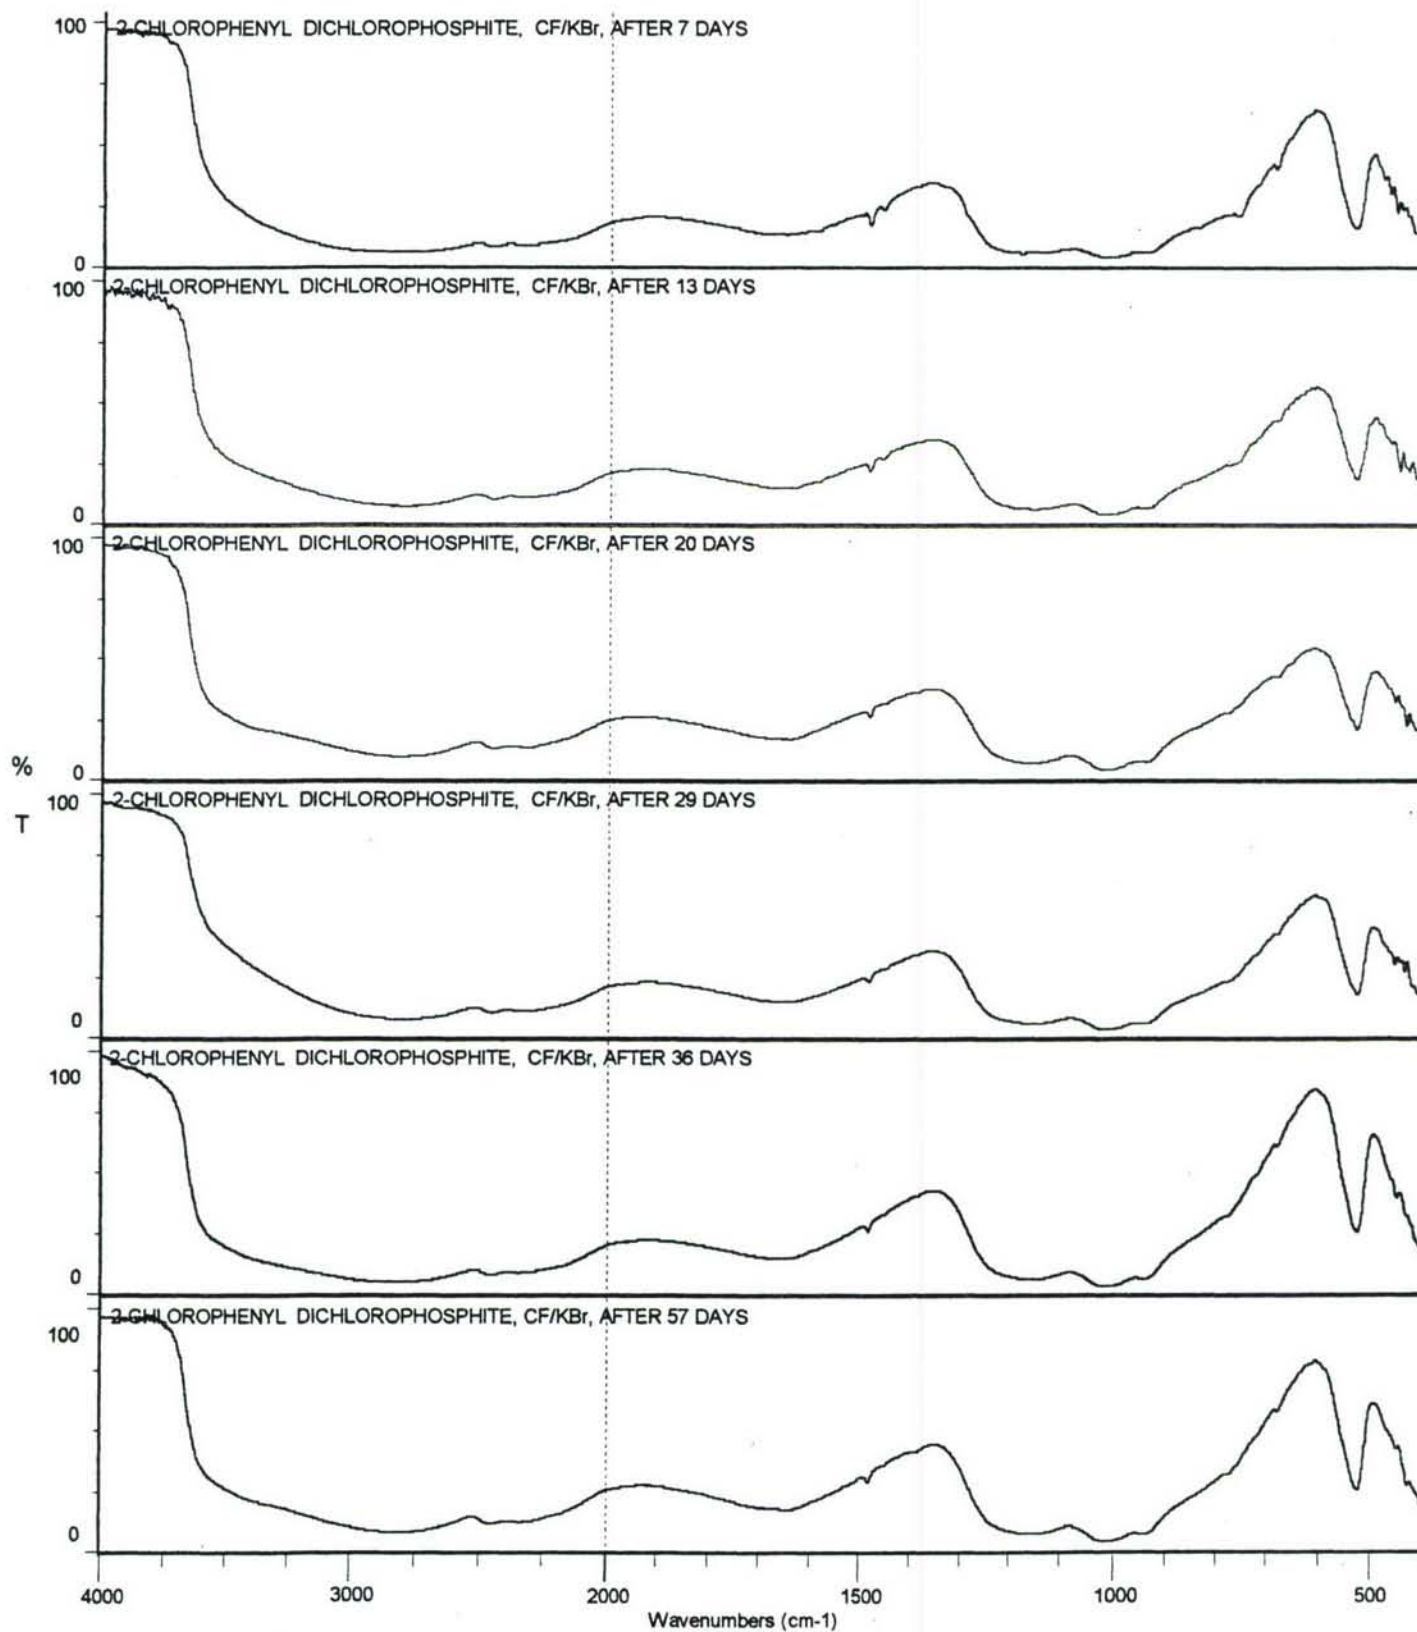 100
2-CHLOROPHENYL DICHLOROPHOSPHITE, CF/KBr, AFTER 7 DAYS
0
100
2-CHLOROPHENYL DICHLOROPHOSPHITE, CF/KBr, AFTER 13 DAYS
0
100
2-CHLOROPHENYL DICHLOROPHOSPHITE, CF/KBr, AFTER 20 DAYS
%
0
100
2-CHLOROPHENYL DICHLOROPHOSPHITE, CF/KBr, AFTER 29 DAYS
T
0
2-CHLOROPHENYL DICHLOROPHOSPHITE, CF/KBr, AFTER 36 DAYS
100
0
2-CHLOROPHENYL DICHLOROPHOSPHITE, CF/KBr, AFTER 57 DAYS
100
0
4000 3000 2000 1500 1000 500
Wavenumbers (cm-1)